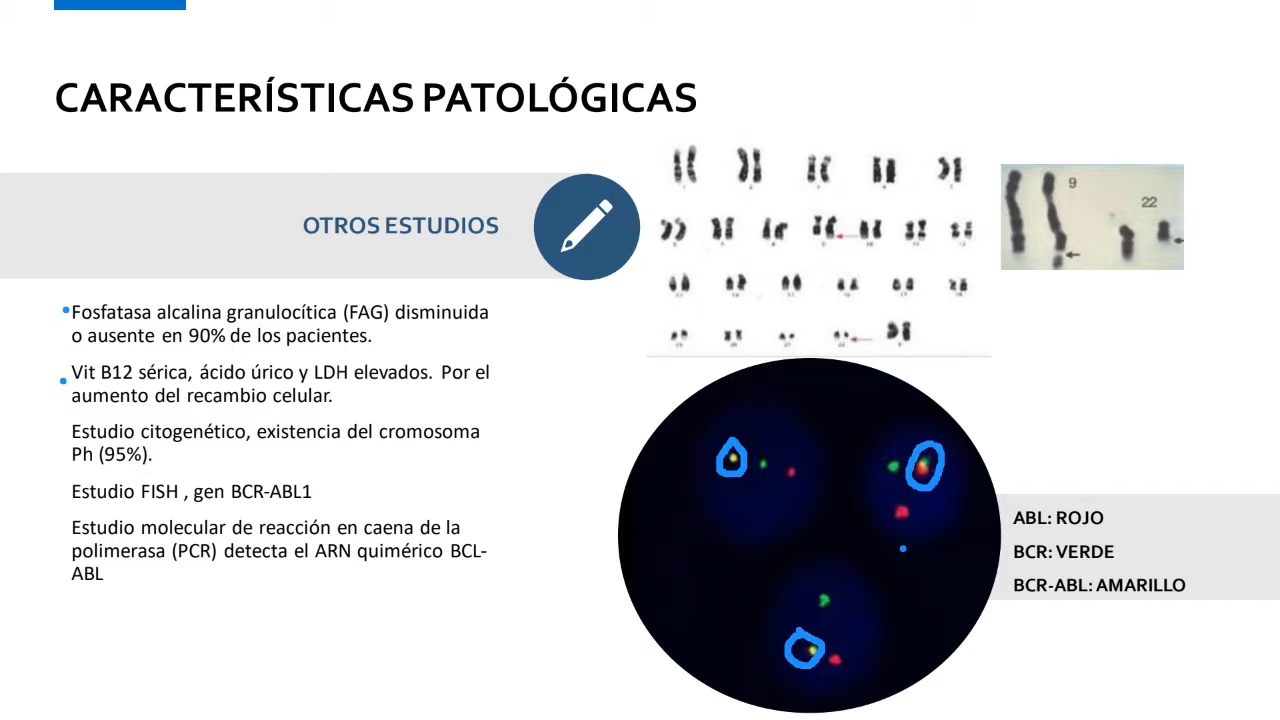 CARACTERÍSTICAS PATOLÓGICAS
OTROS ESTUDIOS
Fosfatasa alcalina granulocítica (FAG) disminuida
o ausente en 90% de los pacientes.
Vit B12 sérica, ácido úrico y LDH elevados. Por el
aumento del recambio celular.
Estudio citogenético, existencia del cromosoma
Ph (95%).
Estudio FISH , gen BCR-ABL1
Estudio molecular de reacción en caena de la
polimerasa (PCR) detecta el ARN quimérico BCL-
ABL
9
22
ABL: ROJO
BCR: VERDE
BCR-ABL: AMARILLO